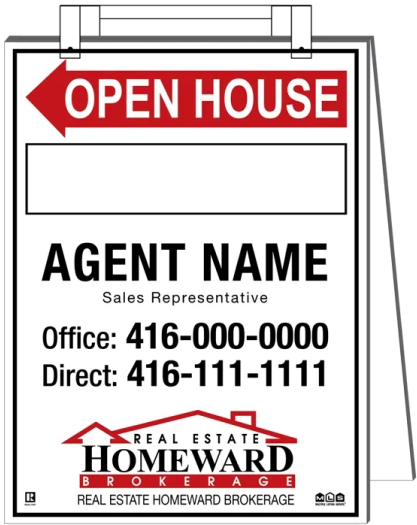 OPEN HOUSE
AGENT NAME
Sales Representative
Office: 416-000-0000
Direct: 416-111-1111
REAL ESTATE
HOMEWARD
BROKERAGE
REAL ESTATE HOMEWARD BROKERAGE
MLS